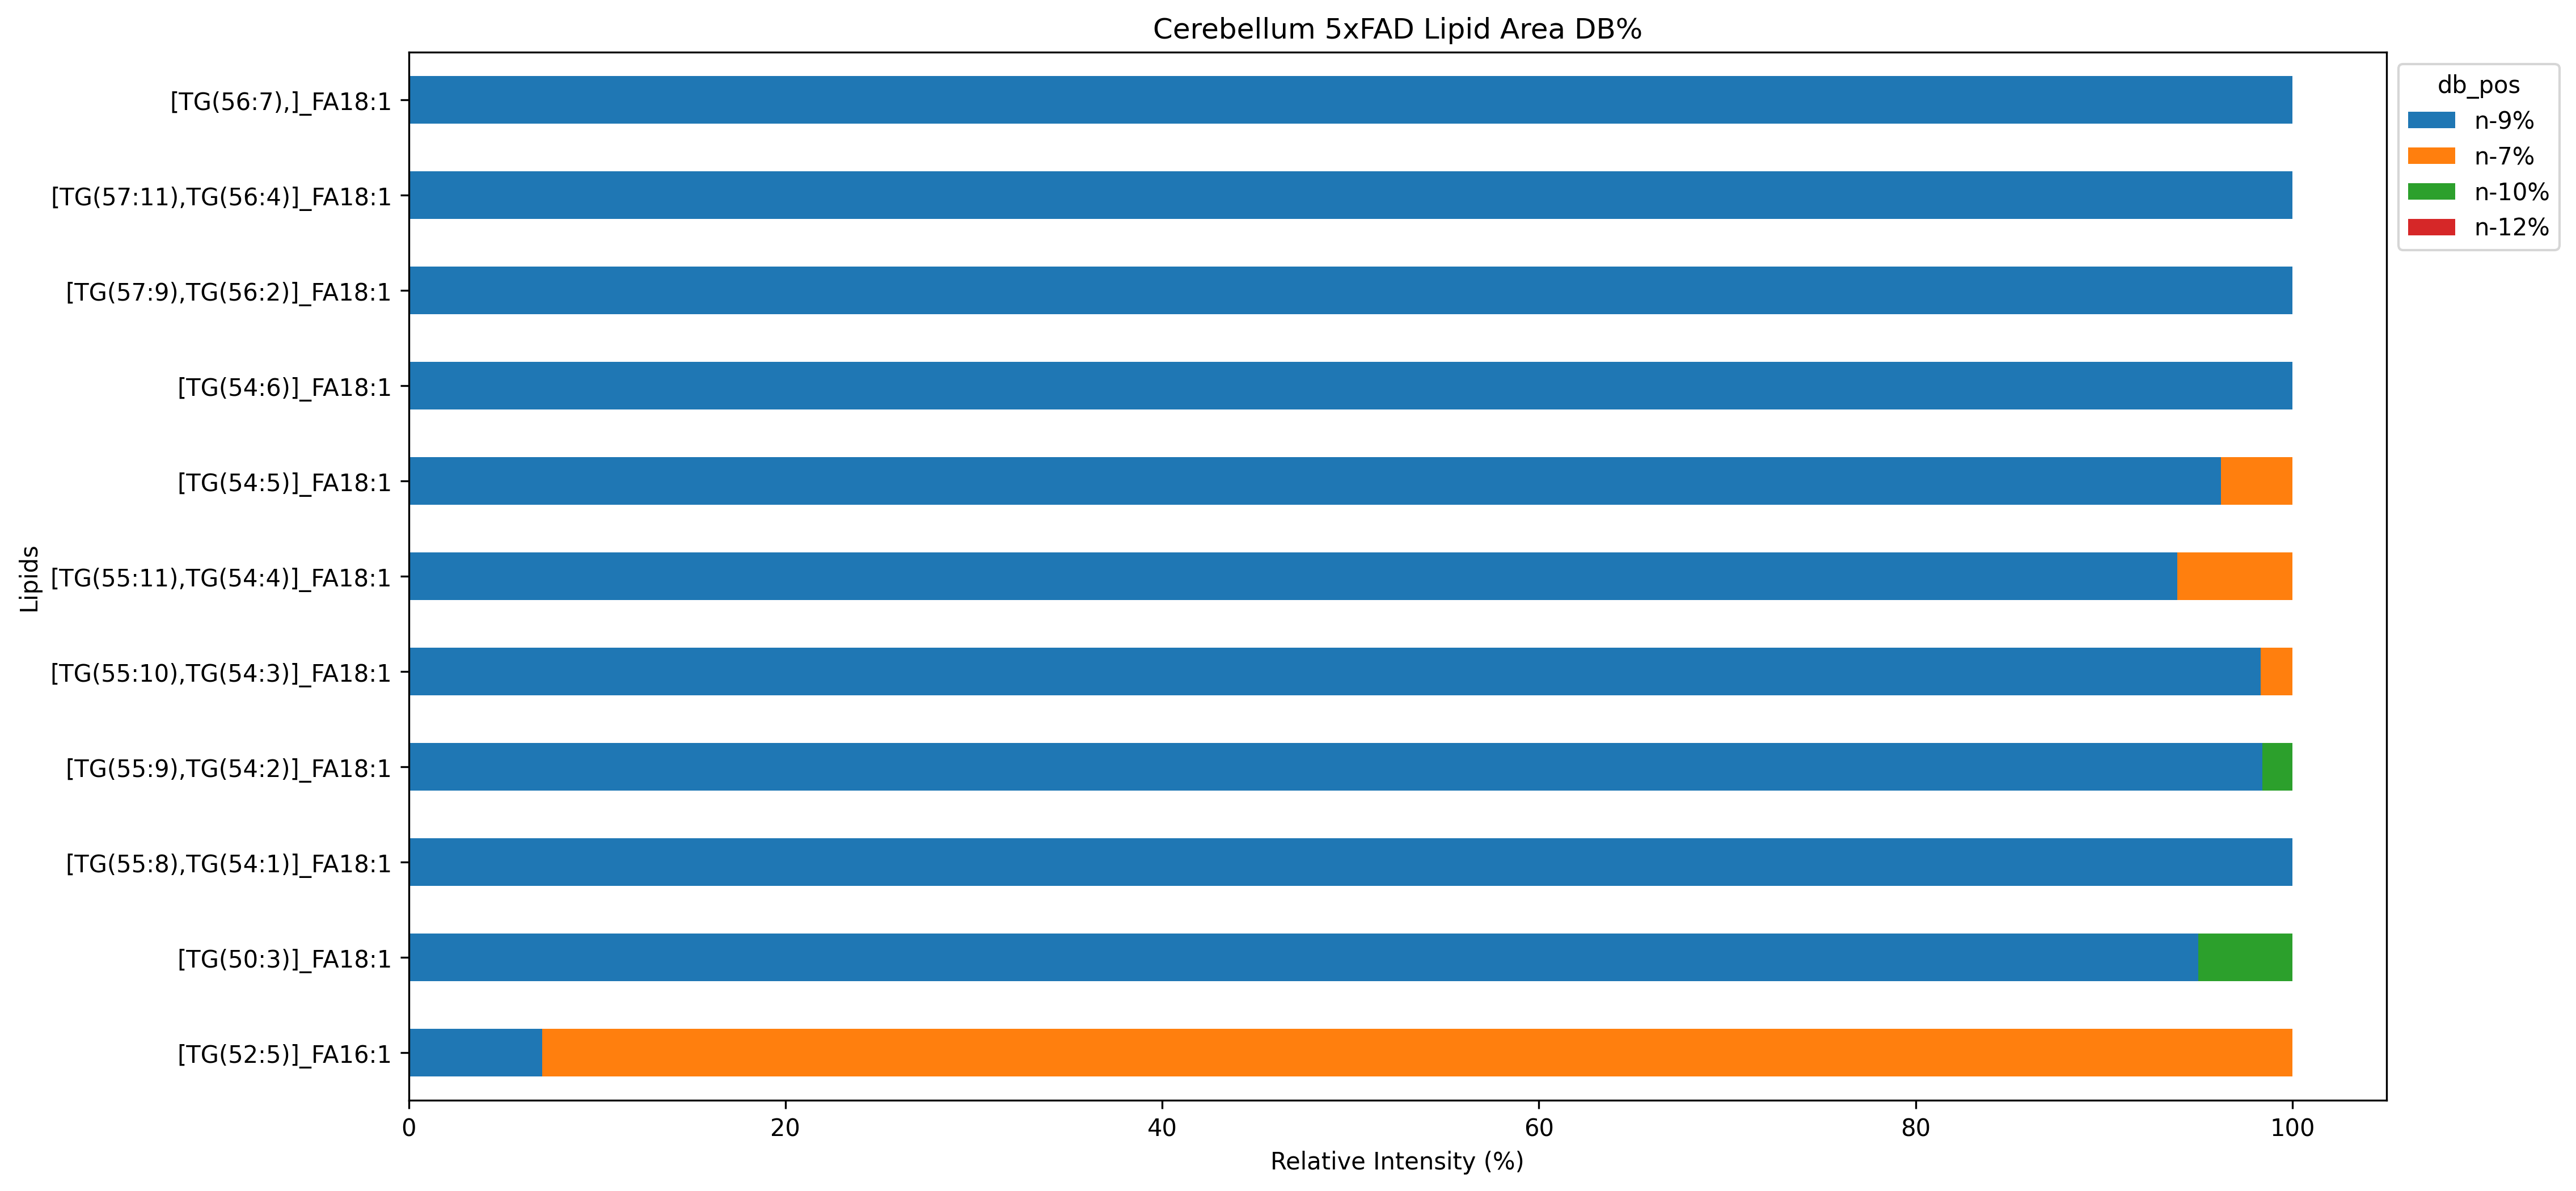 Cerebellum 5xFAD Lipid Area DB%
db_pos
n-9%
n-7%
n-10%
n-12%
Lipids
[TG(56:7),]_FA18:1
[TG(57:11),TG(56:4)]_FA18:1
[TG(57:9),TG(56:2)]_FA18:1
[TG(54:6)]_FA18:1
[TG(54:5)]_FA18:1
[TG(55:11),TG(54:4)]_FA18:1
[TG(55:10),TG(54:3)]_FA18:1
[TG(55:9),TG(54:2)]_FA18:1
[TG(55:8),TG(54:1)]_FA18:1
[TG(50:3)]_FA18:1
[TG(52:5)]_FA16:1
0 20 40 60 80 100
Relative Intensity (%)